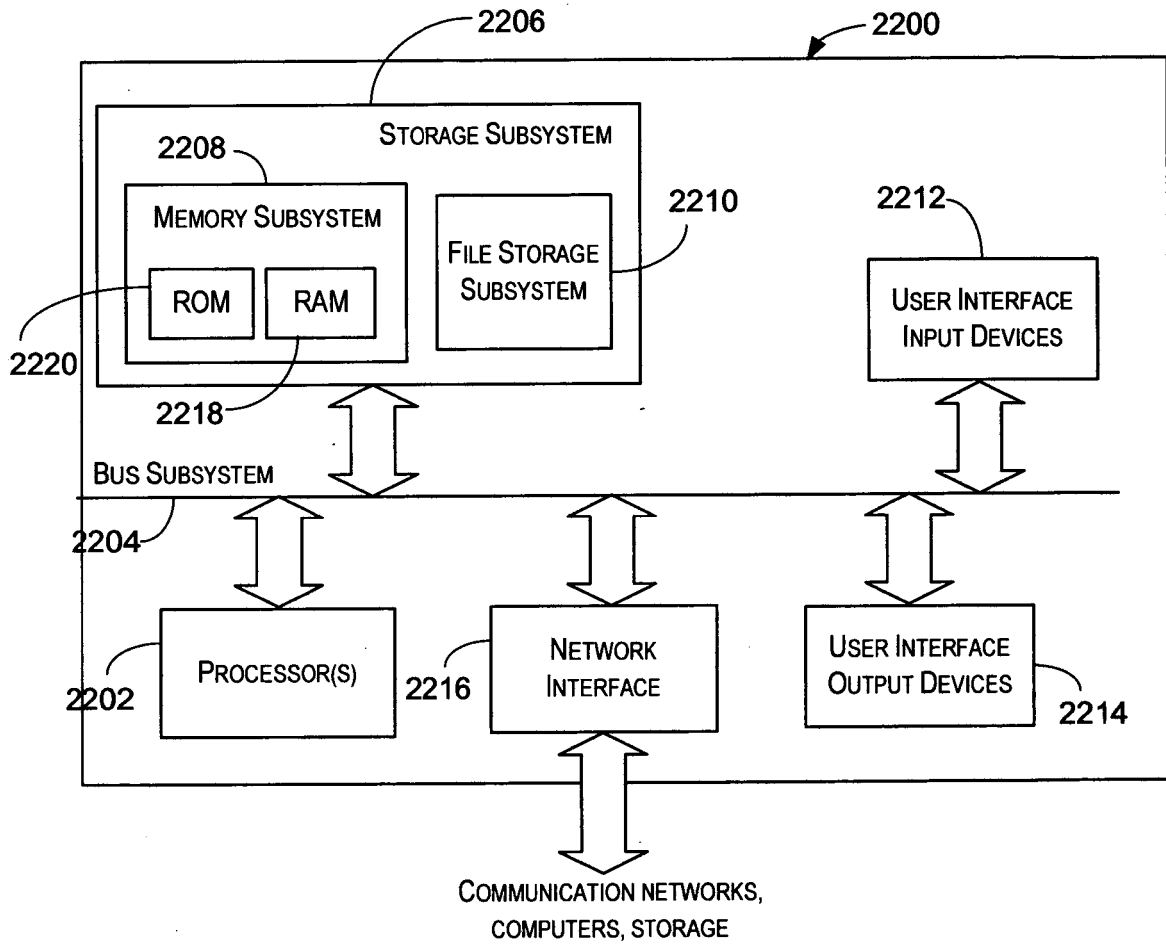 2206
2200
STORAGE SUBSYSTEM
2208
MEMORY SUBSYSTEM
2210
2212
FILE STORAGE
SUBSYSTEM
ROM
RAM
USER INTERFACE
INPUT DEVICES
2220
2218
BUS SUBSYSTEM
2204
PROCESSOR(S)
2202
NETWORK
INTERFACE
2216
USER INTERFACE
OUTPUT DEVICES
2214
COMMUNICATION NETWORKS,
COMPUTERS, STORAGE